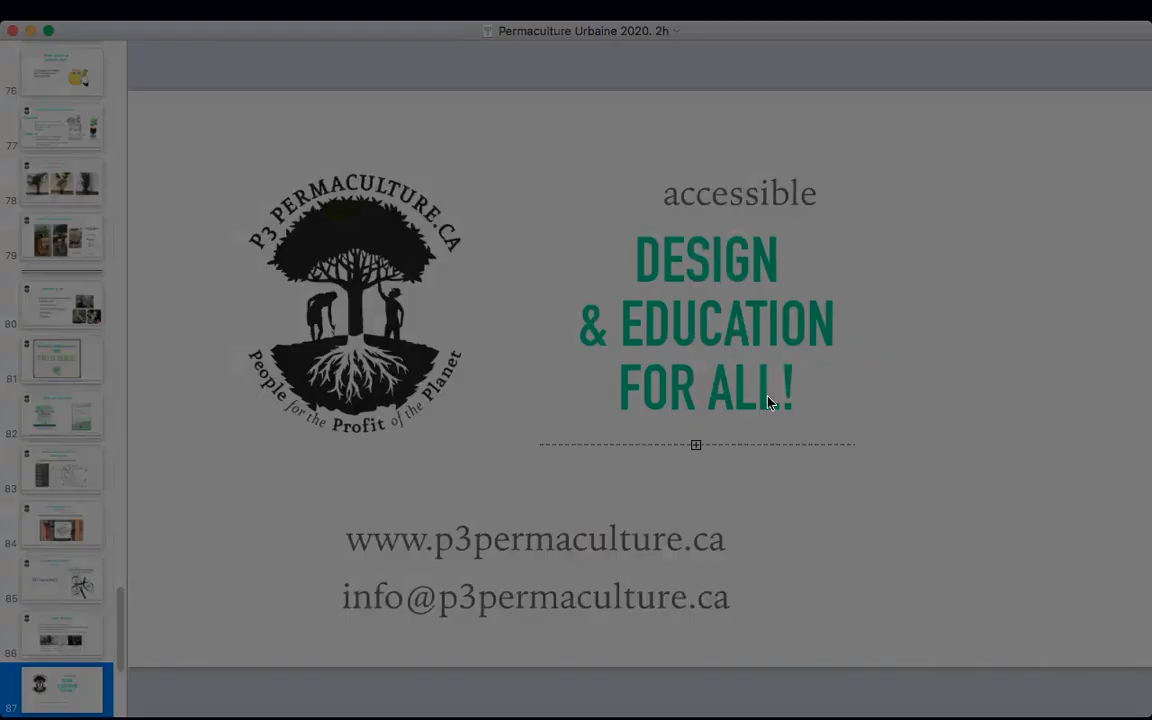 Permaculture Urbaine 2020. 2h
76
77
78
79
80
81
82
83
84
85
86
87
P3 PERMACULTURE.CA
People for the Profit of the Planet
accessible
DESIGN
& EDUCATION
FOR ALL!
www.p3permaculture.ca
info@p3permaculture.ca